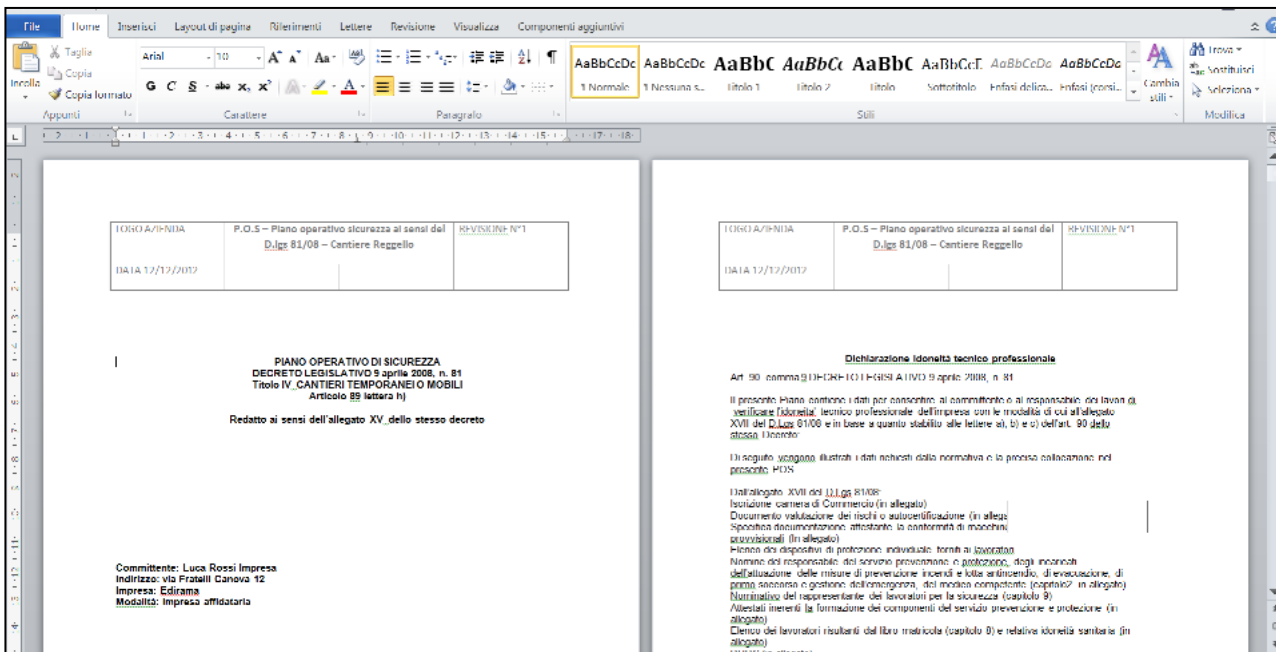 File Home Inserisci Layout di pagina Riferimenti Lettere Revisione Visualizza Componenti aggiuntivi
Taglia
Copia
Copia formato
Incolla
Arial 10
G C S abc x, x²
AaBbCcDc AaBbCcDc AaBbC AaBbCc AaBbC AaBbCcE AaBbCcDc AaBbCcDc
1 Normale 1 Nessuna s... Titolo 1 Titolo 2 Titolo Sottotitolo Enfasi delica... Enfasi (corsi...
Cambia stili
Trova
Sostituisci
Seleziona
Appunti Carattere Paragrafo Stili Modifica
LOGO AZIENDA
P.O.S – Piano operativo sicurezza ai sensi del
D.lgs 81/08 – Cantiere Reggello
REVISIONE N°1
DATA 12/12/2012
PIANO OPERATIVO DI SICUREZZA
DECRETO LEGISLATIVO 9 aprile 2008, n. 81
Titolo IV_CANTIERI TEMPORANEI O MOBILI
Articolo 89 lettera h)
Redatto ai sensi dell'allegato XV_dello stesso decreto
Committente: Luca Rossi Impresa
Indirizzo: via Fratelli Canova 12
Impresa: Edirama
Modalità: Impresa affidataria
LOGO AZIENDA
P.O.S – Piano operativo sicurezza ai sensi del
D.lgs 81/08 – Cantiere Reggello
REVISIONE N°1
DATA 12/12/2012
Dichiarazione idoneità tecnico professionale
Art. 90 comma 9 DECRETO LEGISLATIVO 9 aprile 2008, n. 81
Il presente Piano contiene i dati per consentire al committente o al responsabile dei lavori di
verificare l'idoneita' tecnico professionale dell'impresa con le modalità di cui all'allegato
XVII del D.Lgs 81/08 e in base a quanto stabilito alle lettere a), b) e c) dell'art. 90 dello
stesso Decreto:
Di seguito vengono illustrati i dati richiesti dalla normativa e la precisa collocazione nel
presente POS
Dall'allegato XVII del D.Lgs 81/08:
Iscrizione camera di Commercio (in allegato)
Documento valutazione dei rischi o autocertificazione (in allega
Specifica documentazione attestante la conformità di macchine
provvisionali (In allegato)
Elenco dei dispositivi di protezione individuale forniti ai lavoratori
Nomine del responsabile del servizio prevenzione e protezione, degli incaricati
dell'attuazione delle misure di prevenzione incendi e lotta antincendio, di evacuazione, di
primo soccorso e gestione dell'emergenza, del medico competente (capitolo2 in allegato)
Nominativo del rappresentante dei lavoratori per la sicurezza (capitolo 9)
Attestati inerenti la formazione dei componenti del servizio prevenzione e protezione (in
allegato)
Elenco dei lavoratori risultanti dal libro matricola (capitolo 8) e relativa idoneità sanitaria (in
allegato)